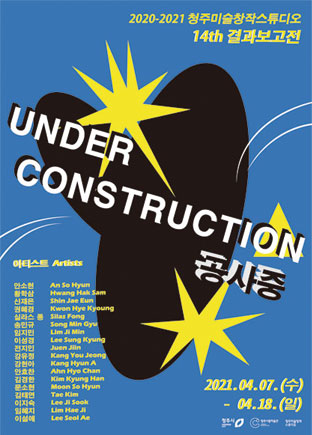 2020-2021 청주미술창작스튜디오
14th 결과보고전
UNDER
CONSTRUCTION
공사중
아티스트 Artists
안소현 An So Hyun
황학삼 Hwang Hak Sam
신재은 Shin Jae Eun
권혜경 Kwon Hye Kyoung
실라스 퐁 Silas Fong
송민규 Song Min Gyu
임지민 Lim Ji Min
이성경 Lee Sung Kyung
전지인 Juen Jiin
강유정 Kang You Jeong
강현아 Kang Hyun A
안효찬 Ahn Hyo Chan
김경한 Kim Kyung Han
문소현 Moon So Hyun
김태연 Tae Kim
이지숙 Lee Ji Sook
임혜지 Lim Hae Ji
이설애 Lee Seol Ae
2021.04.07.(수)
- 04.18.(일)
청주시